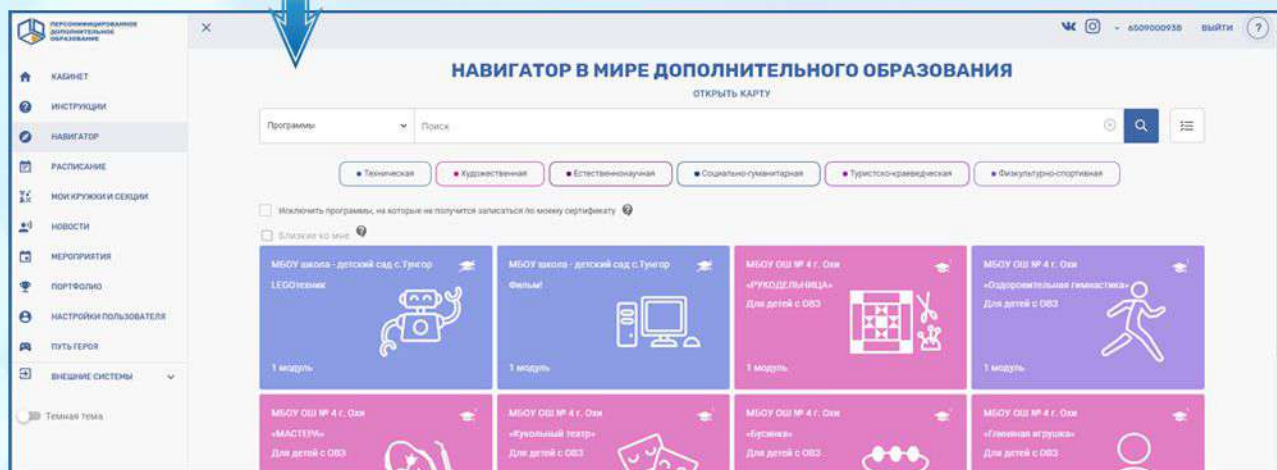 ПЕРСОНИФИЦИРОВАННОЕ
ДОПОЛНИТЕЛЬНОЕ
ОБРАЗОВАНИЕ
6509000938
ВЫЙТИ
?
КАБИНЕТ
ИНСТРУКЦИИ
НАВИГАТОР
РАСПИСАНИЕ
МОИ КРУЖКИ И СЕКЦИИ
НОВОСТИ
МЕРОПРИЯТИЯ
ПОРТФОЛИО
НАСТРОЙКИ ПОЛЬЗОВАТЕЛЯ
ПУТЬ ГЕРОЯ
ВНЕШНИЕ СИСТЕМЫ
Темная тема
НАВИГАТОР В МИРЕ ДОПОЛНИТЕЛЬНОГО ОБРАЗОВАНИЯ
ОТКРЫТЬ КАРТУ
Программы
Поиск
Техническая
Художественная
Естественнонаучная
Социально-гуманитарная
Туристско-краеведческая
Физкультурно-спортивная
Исключить программы, на которые не получится записаться по моему сертификату
Близкие ко мне
МБОУ школа - детский сад с.Тунгор
LEGOтехник
1 модуль
МБОУ школа - детский сад с.Тунгор
Фильм!
1 модуль
МБОУ ОШ № 4 г. Охи
«РУКОДЕЛЬНИЦА»
Для детей с ОВЗ
1 модуль
МБОУ ОШ № 4 г. Охи
«Оздоровительная гимнастика»
Для детей с ОВЗ
1 модуль
МБОУ ОШ № 4 г. Охи
«МАСТЕРА»
Для детей с ОВЗ
МБОУ ОШ № 4 г. Охи
«Кукольный театр»
Для детей с ОВЗ
МБОУ ОШ № 4 г. Охи
«Бусинка»
Для детей с ОВЗ
МБОУ ОШ № 4 г. Охи
«Глиняная игрушка»
Для детей с ОВЗ